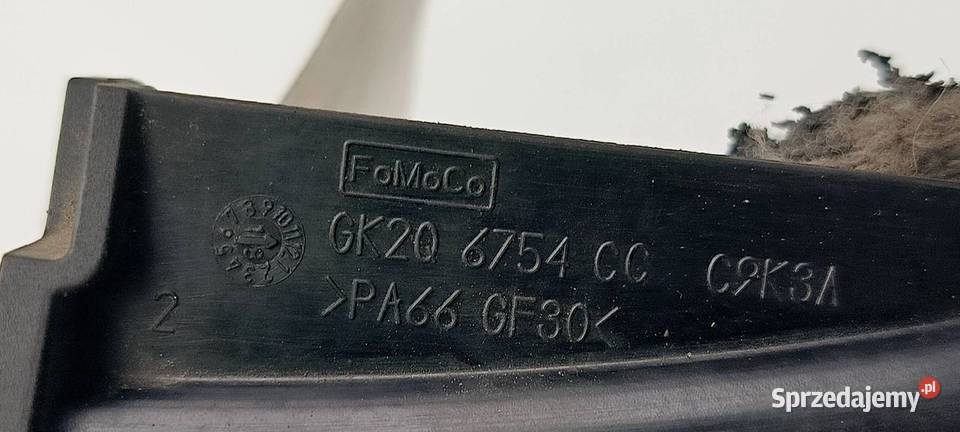 FoMoCo
GK2Q 6754 CC C9K3A
>PA66 GF30<
2
Sprzedajemy.pl